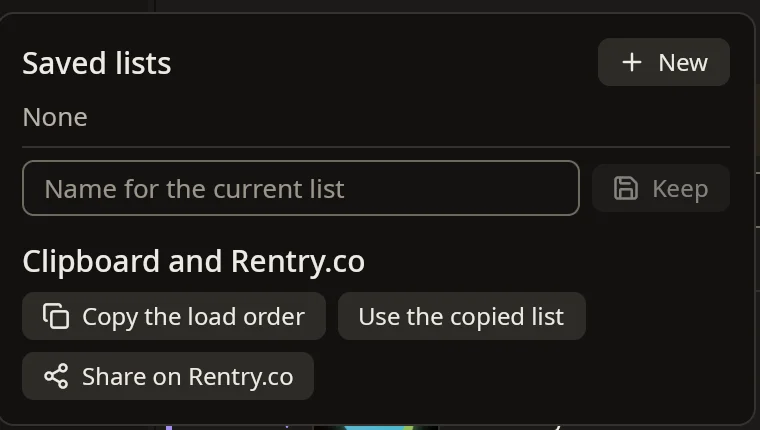 Saved lists
New
None
Name for the current list
Keep
Clipboard and Rentry.co
Copy the load order
Use the copied list
Share on Rentry.co